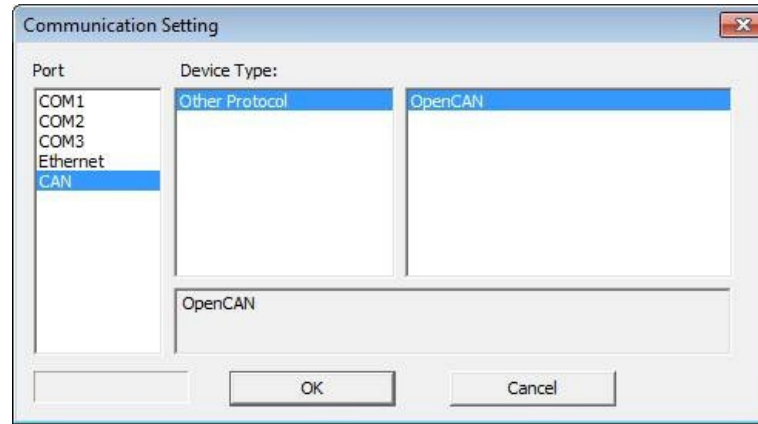 Communication Setting
Port
Device Type:
COM1
COM2
COM3
Ethernet
CAN
Other Protocol
OpenCAN
OpenCAN
OK
Cancel